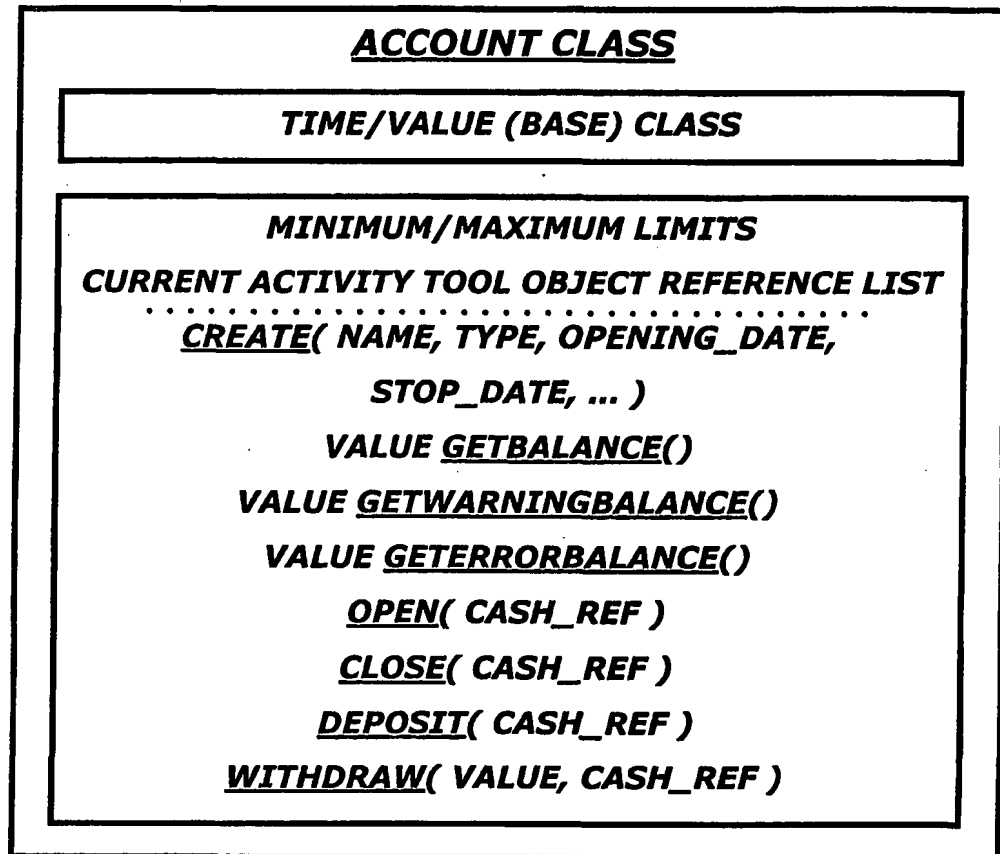 ACCOUNT CLASS
TIME/VALUE (BASE) CLASS
MINIMUM/MAXIMUM LIMITS
CURRENT ACTIVITY TOOL OBJECT REFERENCE LIST
CREATE( NAME, TYPE, OPENING_DATE,
STOP_DATE, ... )
VALUE GETBALANCE()
VALUE GETWARNINGBALANCE()
VALUE GETERRORBALANCE()
OPEN( CASH_REF )
CLOSE( CASH_REF )
DEPOSIT( CASH_REF )
WITHDRAW( VALUE, CASH_REF )